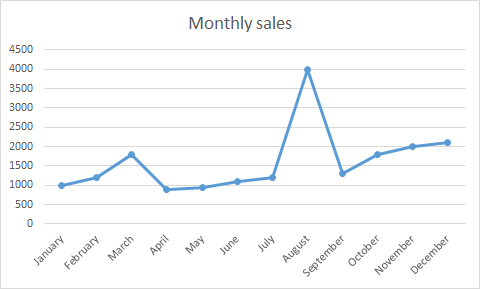 Monthly sales
4500
4000
3500
3000
2500
2000
1500
1000
500
0
January
February
March
April
May
June
July
August
September
October
November
December